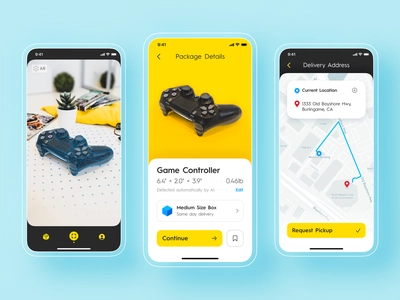 9:41
AR
9:41
Package Details
Game Controller
6.4" • 2.0" • 3.9"
0.46lb
Detected automatically by AI
Edit
Medium Size Box
Same day delivery
Continue
9:41
Delivery Address
Current Location
1333 Old Bayshore Hwy,
Burlingame, CA
Request Pickup